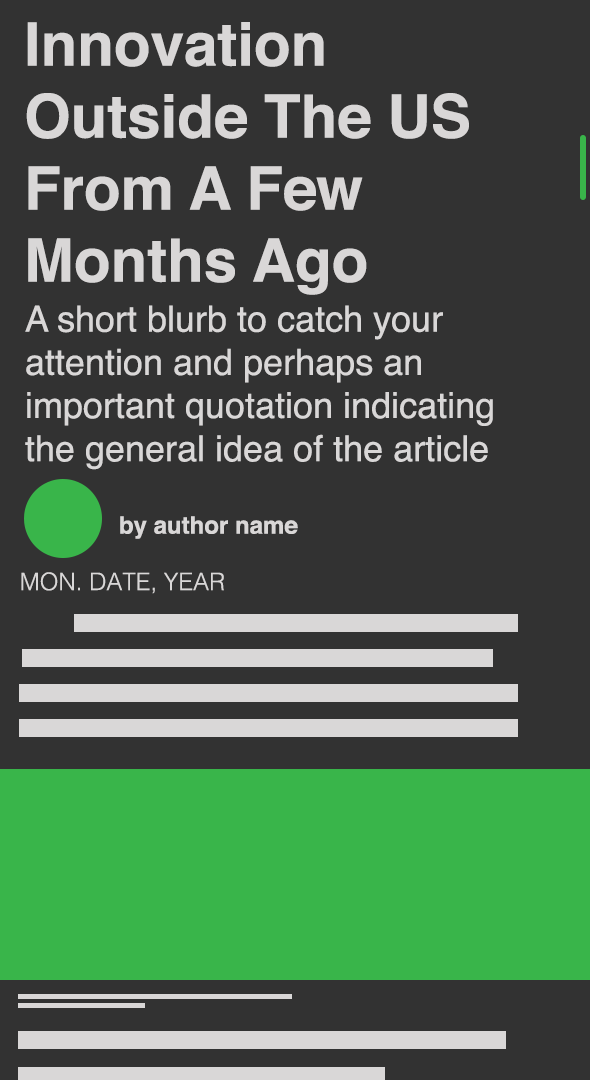 Innovation
Outside The US
From A Few
Months Ago
A short blurb to catch your
attention and perhaps an
important quotation indicating
the general idea of the article
by author name
MON. DATE, YEAR